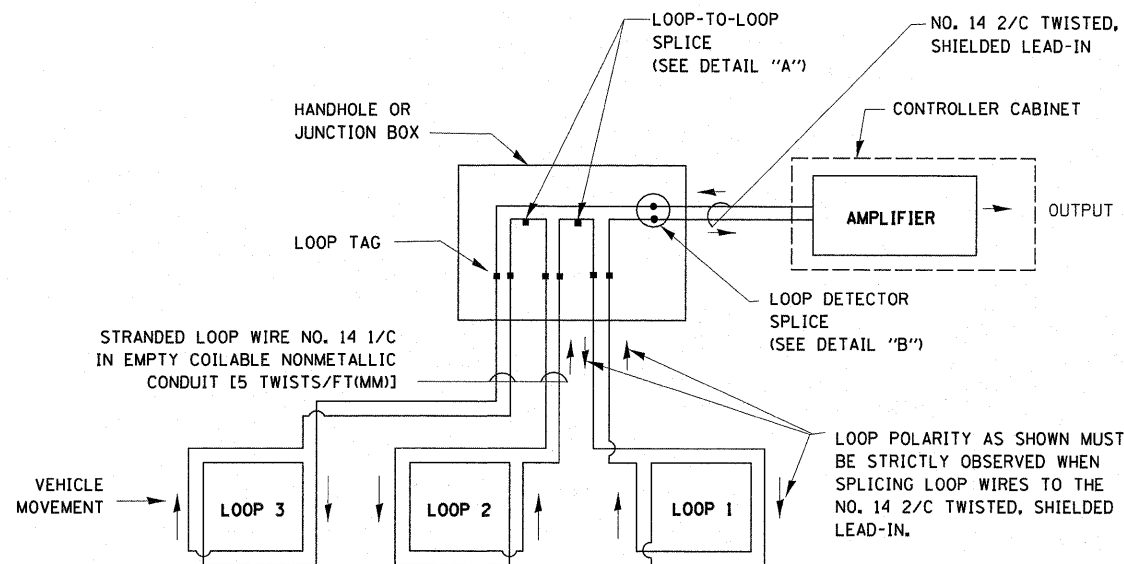 LOOP-TO-LOOP
SPLICE
(SEE DETAIL "A")
NO. 14 2/C TWISTED,
SHIELDED LEAD-IN
HANDHOLE OR
JUNCTION BOX
CONTROLLER CABINET
AMPLIFIER
OUTPUT
LOOP TAG
LOOP DETECTOR
SPLICE
(SEE DETAIL "B")
STRANDED LOOP WIRE NO. 14 1/C
IN EMPTY COILABLE NONMETALLIC
CONDUIT [5 TWISTS/FT(MM)]
LOOP POLARITY AS SHOWN MUST
BE STRICTLY OBSERVED WHEN
SPLICING LOOP WIRES TO THE
NO. 14 2/C TWISTED, SHIELDED
LEAD-IN.
VEHICLE
MOVEMENT
LOOP 3
LOOP 2
LOOP 1